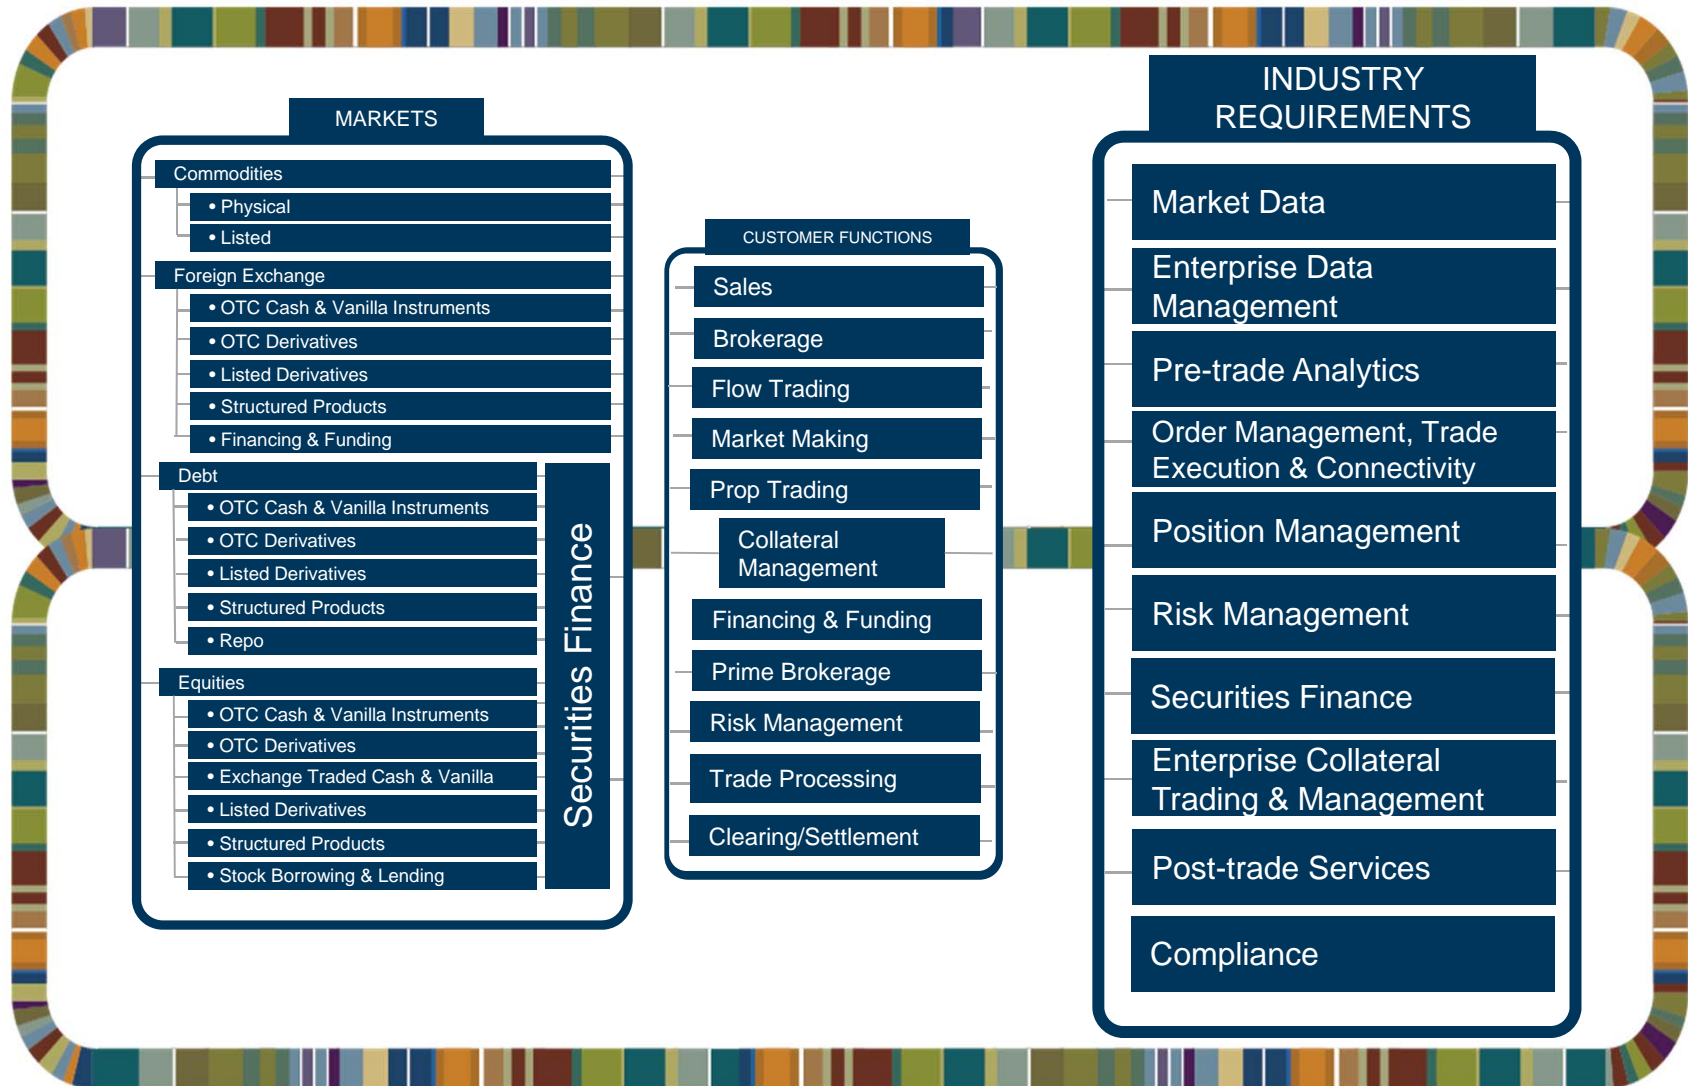 MARKETS
Commodities
• Physical
• Listed
Foreign Exchange
• OTC Cash & Vanilla Instruments
• OTC Derivatives
• Listed Derivatives
• Structured Products
• Financing & Funding
Debt
• OTC Cash & Vanilla Instruments
• OTC Derivatives
• Listed Derivatives
• Structured Products
• Repo
Equities
• OTC Cash & Vanilla Instruments
• OTC Derivatives
• Exchange Traded Cash & Vanilla
• Listed Derivatives
• Structured Products
• Stock Borrowing & Lending
Securities Finance
CUSTOMER FUNCTIONS
Sales
Brokerage
Flow Trading
Market Making
Prop Trading
Collateral
Management
Financing & Funding
Prime Brokerage
Risk Management
Trade Processing
Clearing/Settlement
INDUSTRY
REQUIREMENTS
Market Data
Enterprise Data
Management
Pre-trade Analytics
Order Management, Trade
Execution & Connectivity
Position Management
Risk Management
Securities Finance
Enterprise Collateral
Trading & Management
Post-trade Services
Compliance